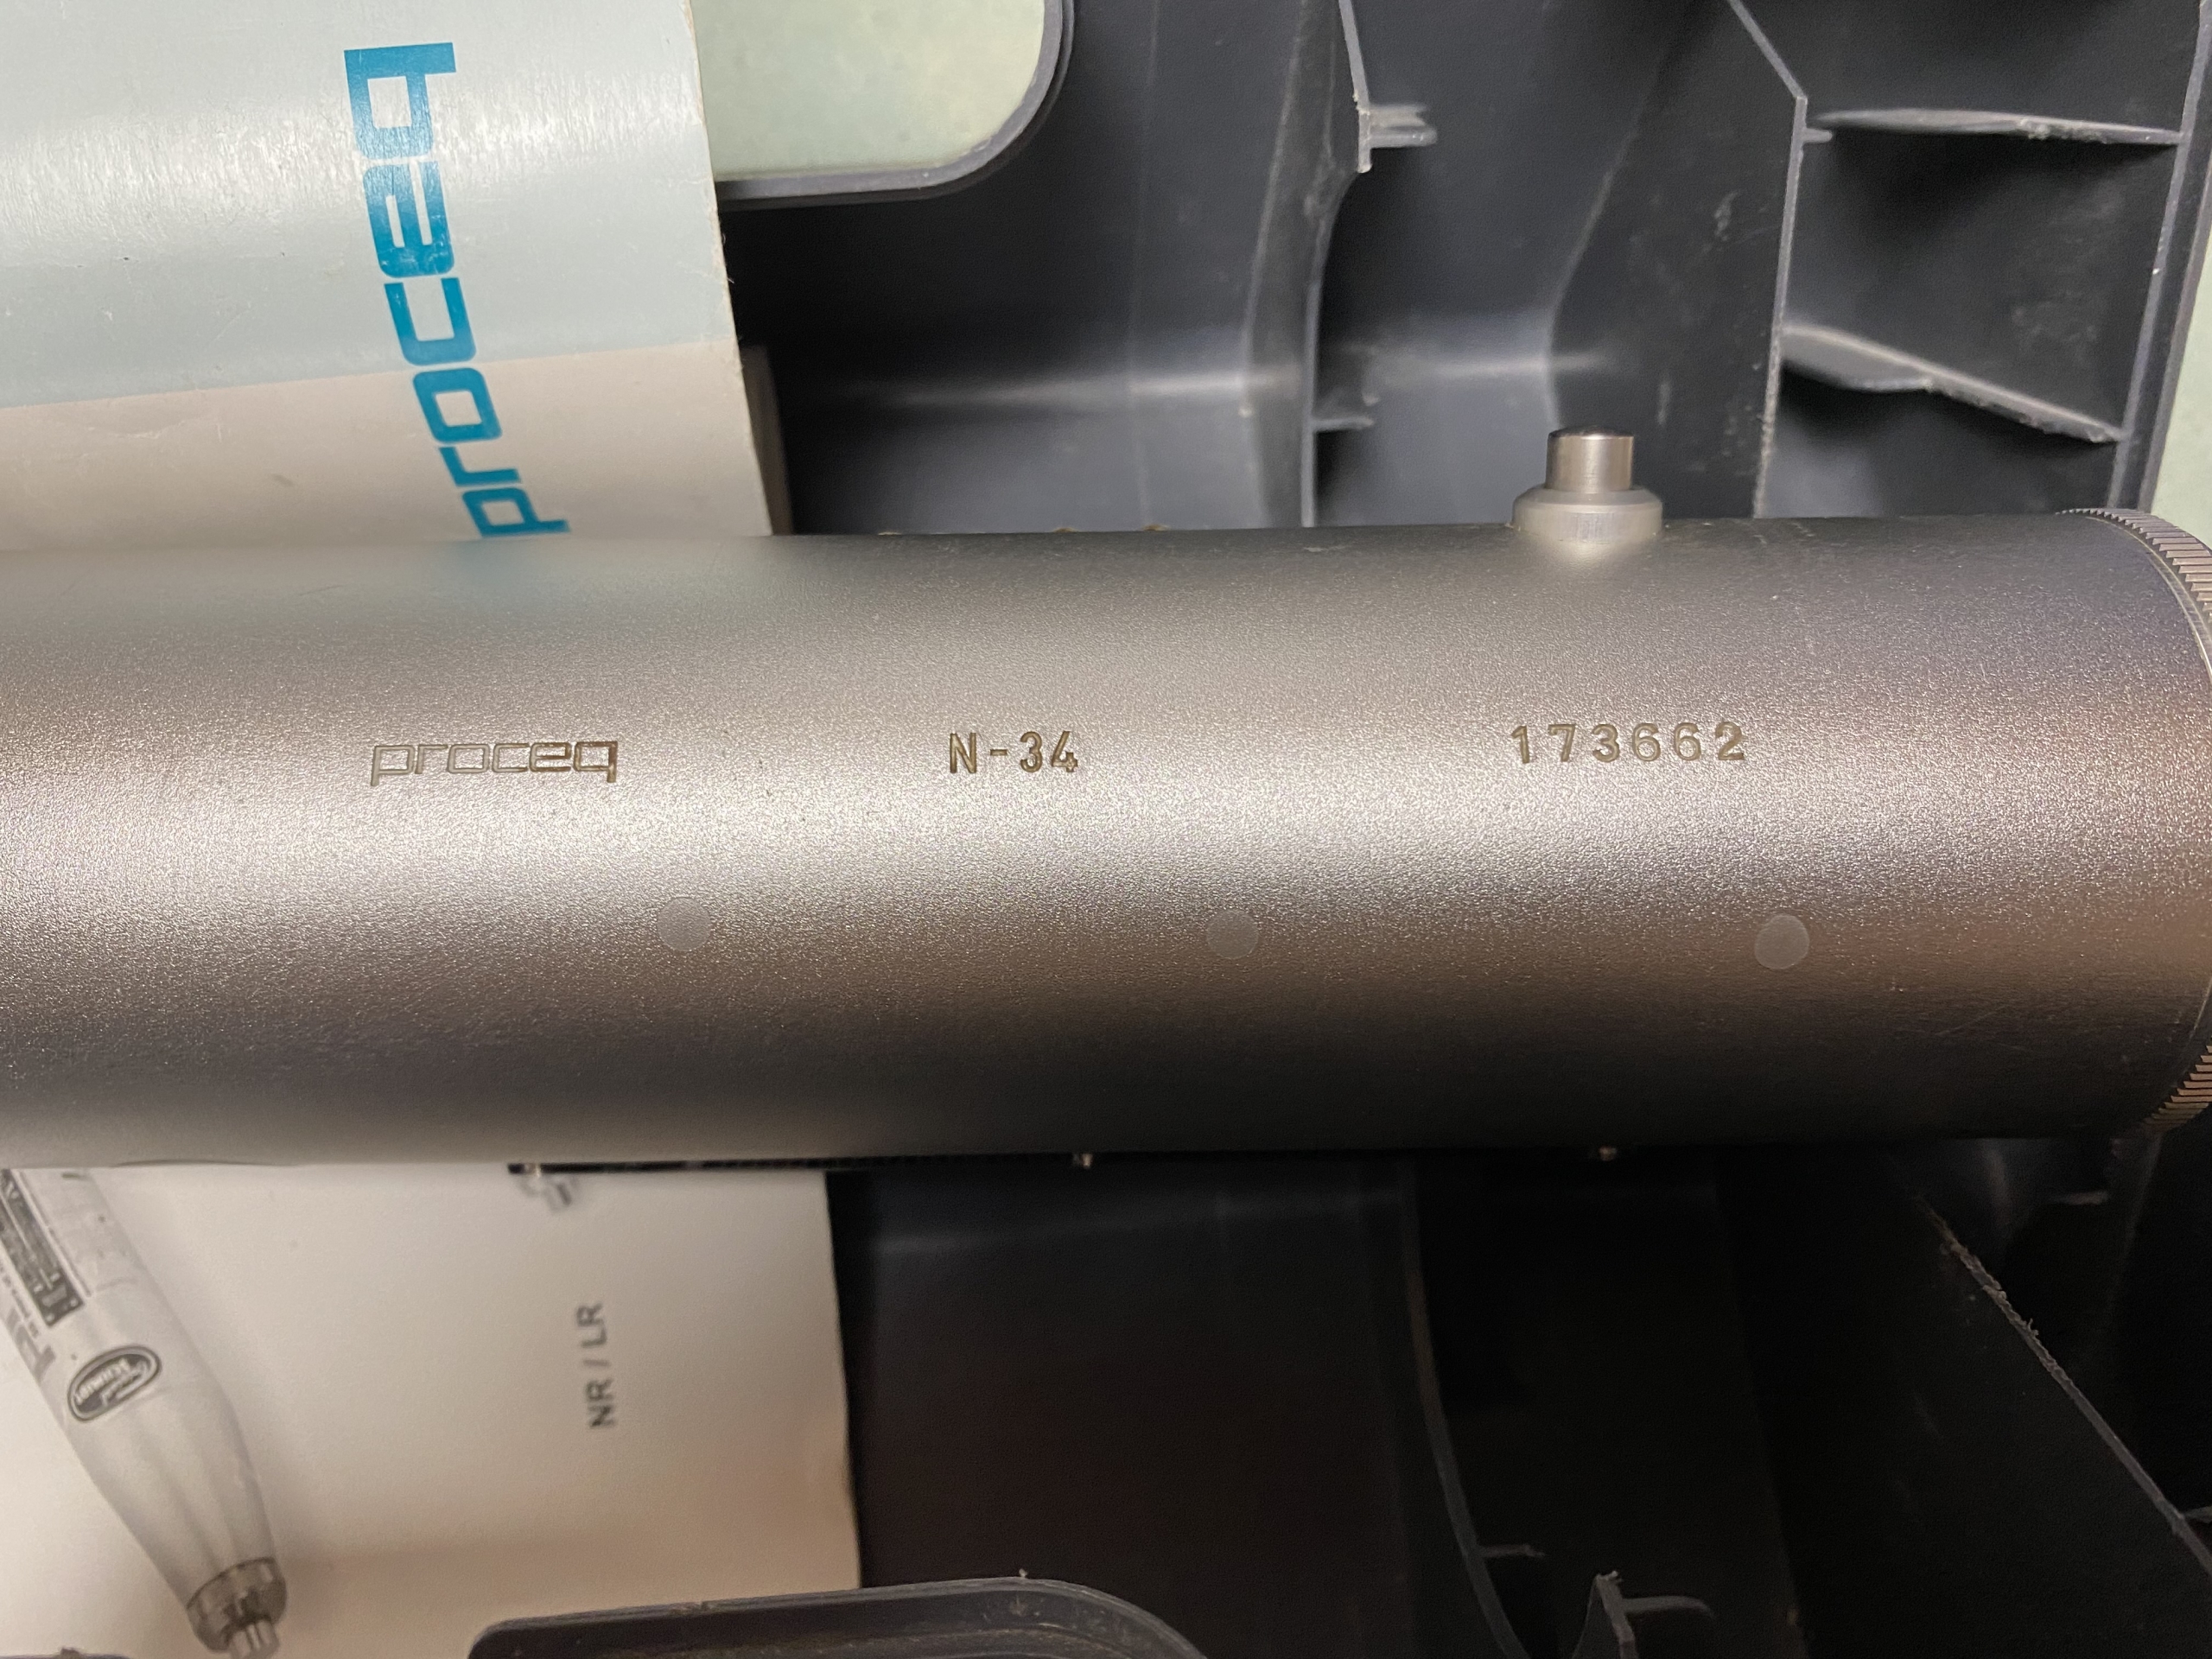 proceq
proceq N-34 173662
NR / LR